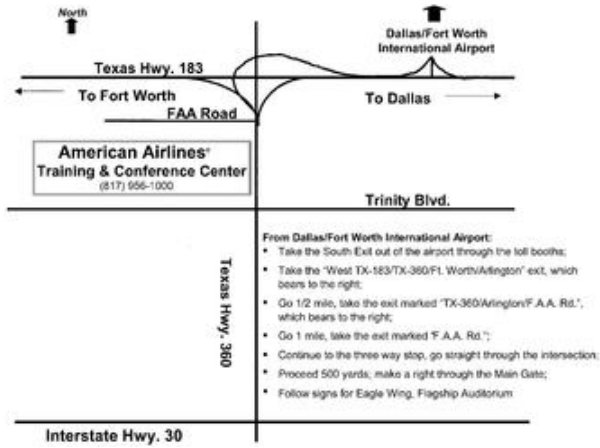 North
Dallas/Fort Worth
International Airport
Texas Hwy. 183
To Fort Worth
To Dallas
FAA Road
American Airlines®
Training & Conference Center
(817) 956-1000
Trinity Blvd.
Texas Hwy. 360
From Dallas/Fort Worth International Airport:
• Take the South Exit out of the airport through the toll booths;
• Take the "West TX-183/TX-360/Ft. Worth/Arlington" exit, which
bears to the right;
• Go 1/2 mile, take the exit marked "TX-360/Arlington/F.A.A. Rd.",
which bears to the right;
• Go 1 mile, take the exit marked "F.A.A. Rd.";
• Continue to the three way stop, go straight through the intersection;
• Proceed 500 yards; make a right through the Main Gate;
• Follow signs for Eagle Wing, Flagship Auditorium
Interstate Hwy. 30